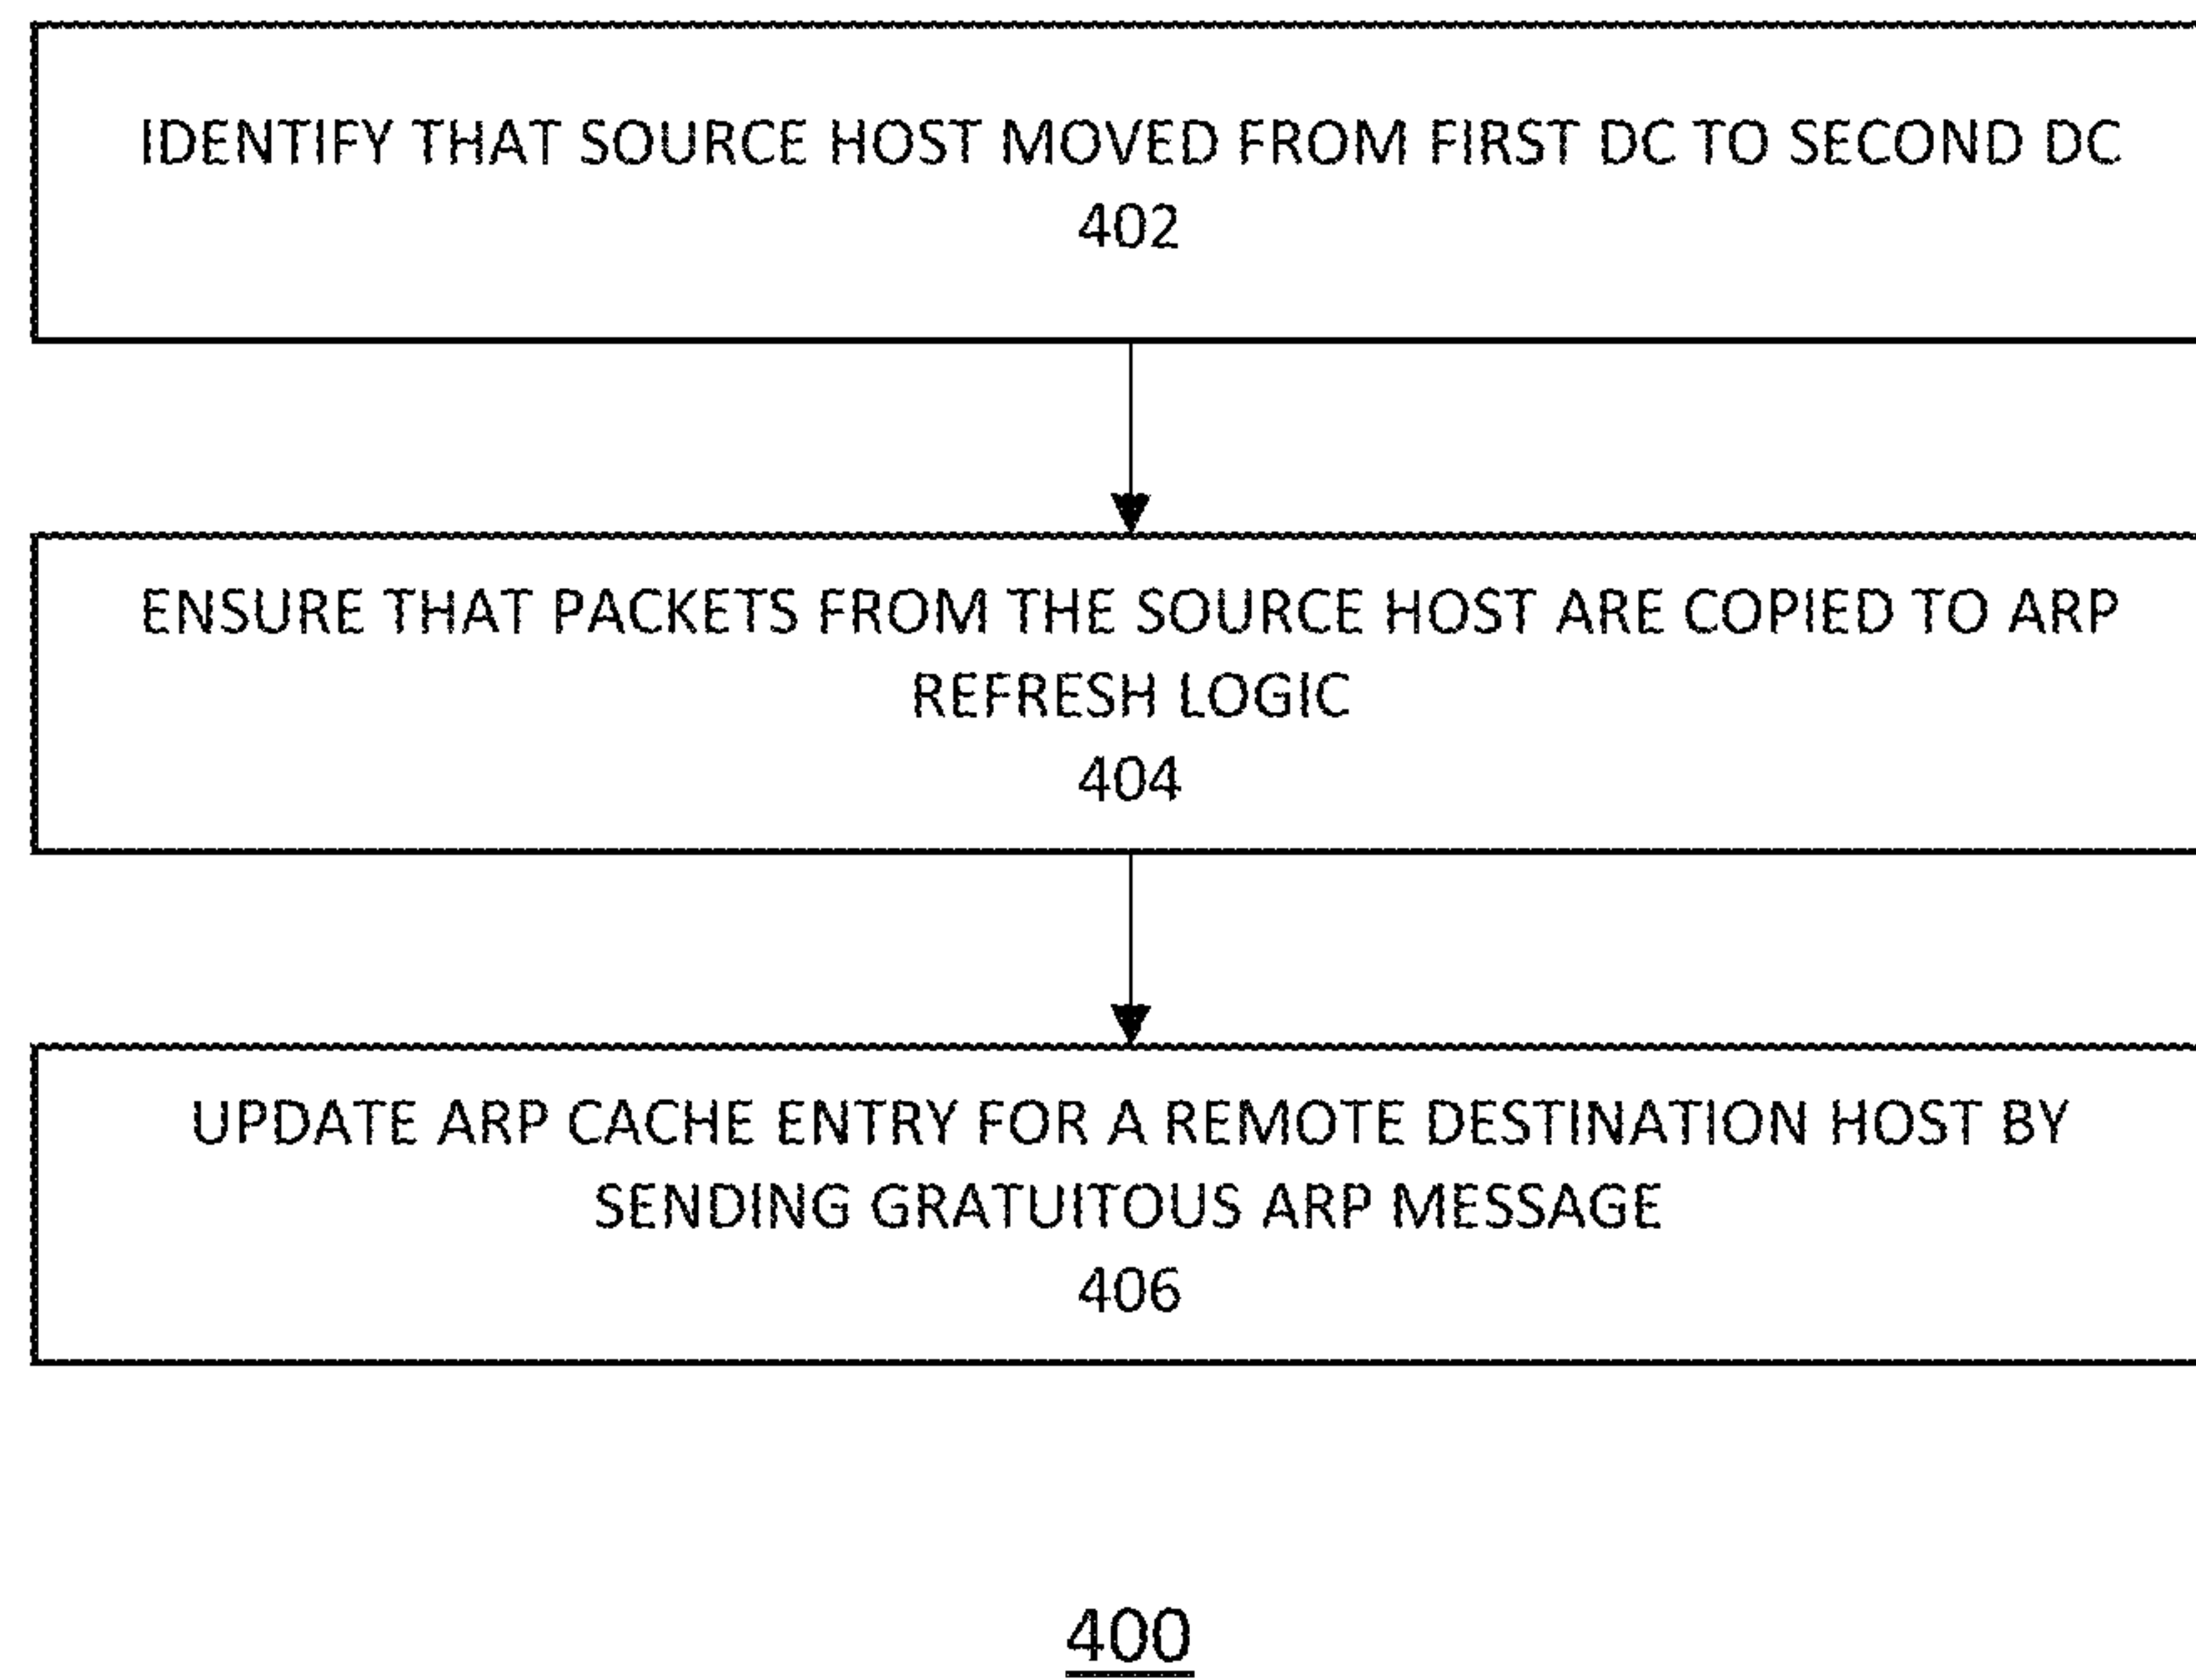 IDENTIFY THAT SOURCE HOST MOVED FROM FIRST DC TO SECOND DC
402
ENSURE THAT PACKETS FROM THE SOURCE HOST ARE COPIED TO ARP
REFRESH LOGIC
404
UPDATE ARP CACHE ENTRY FOR A REMOTE DESTINATION HOST BY
SENDING GRATUITOUS ARP MESSAGE
406
400